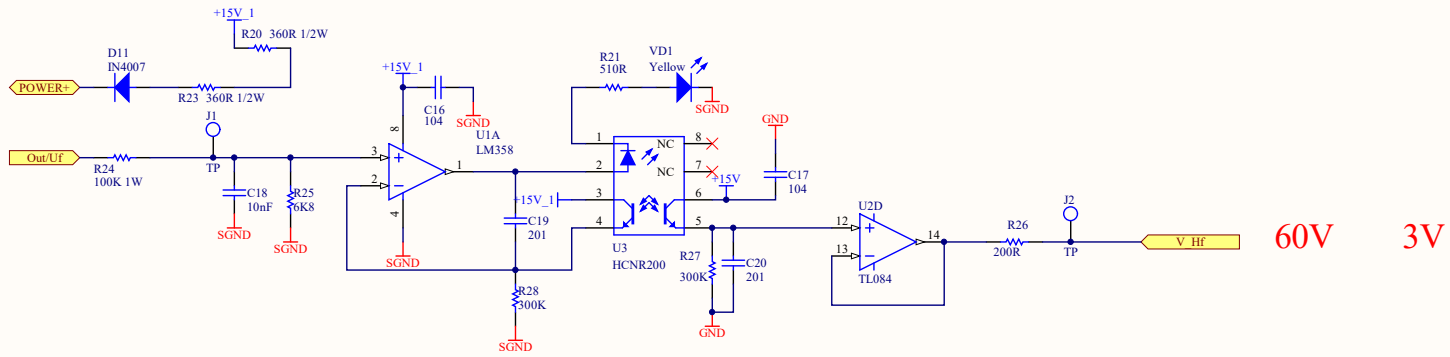 +15V_1
R20 360R 1/2W
D11
IN4007
POWER+
R23 360R 1/2W
J1
TP
Out/Uf
R24
100K 1W
C18
10nF
SGND
R25
6K8
SGND
+15V_1
C16
104
SGND
U1A
LM358
8
3
2
1
4
SGND
C19
201
R28
300K
SGND
R21
510R
VD1
Yellow
SGND
1
2
3
4
+15V_1
NC
NC
8
7
6
5
U3
HCNR200
GND
+15V
C17
104
R27
300K
C20
201
GND
U2D
12
13
14
TL084
R26
200R
J2
TP
V_Hf
60V 3V